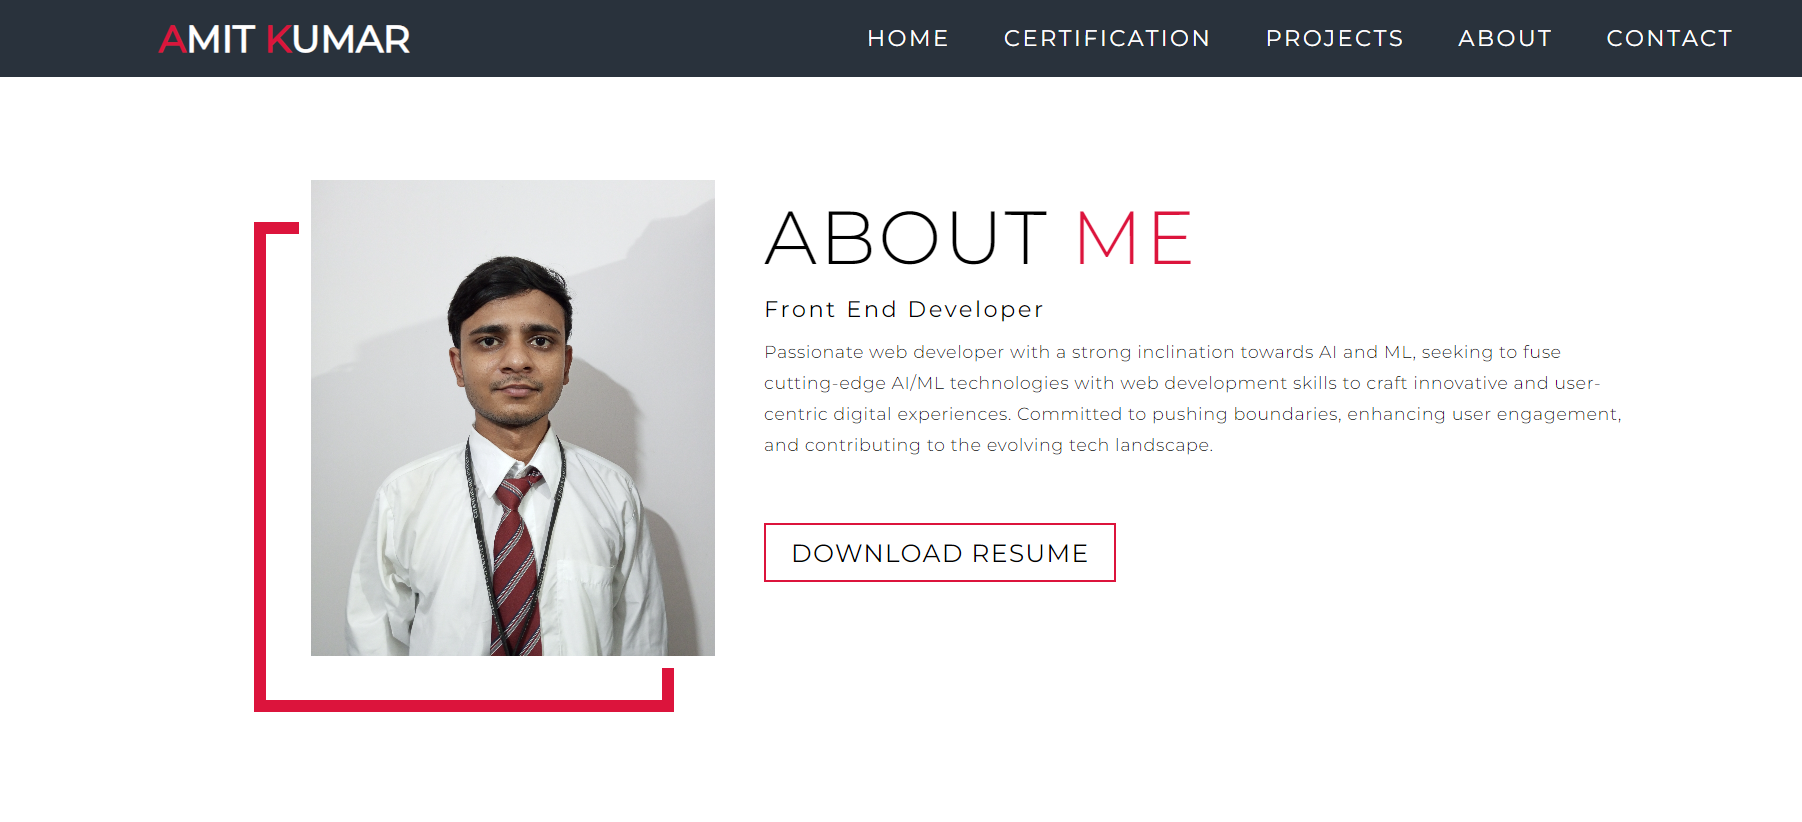 AMIT KUMAR
HOME CERTIFICATION PROJECTS ABOUT CONTACT
ABOUT ME
Front End Developer
Passionate web developer with a strong inclination towards AI and ML, seeking to fuse
cutting-edge AI/ML technologies with web development skills to craft innovative and user-
centric digital experiences. Committed to pushing boundaries, enhancing user engagement,
and contributing to the evolving tech landscape.
DOWNLOAD RESUME